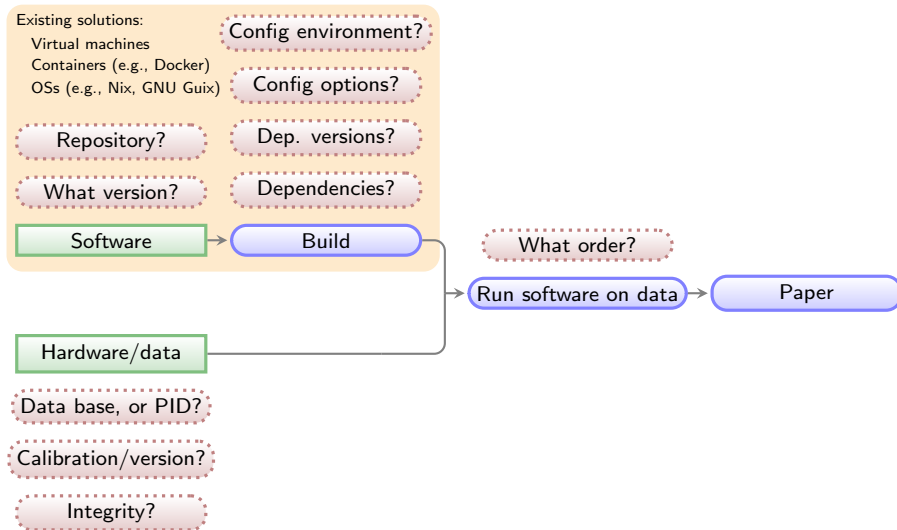 Existing solutions:
Virtual machines
Containers (e.g., Docker)
OSs (e.g., Nix, GNU Guix)
Config environment?
Config options?
Repository?
Dep. versions?
What version?
Dependencies?
Software
Build
What order?
Run software on data
Paper
Hardware/data
Data base, or PID?
Calibration/version?
Integrity?